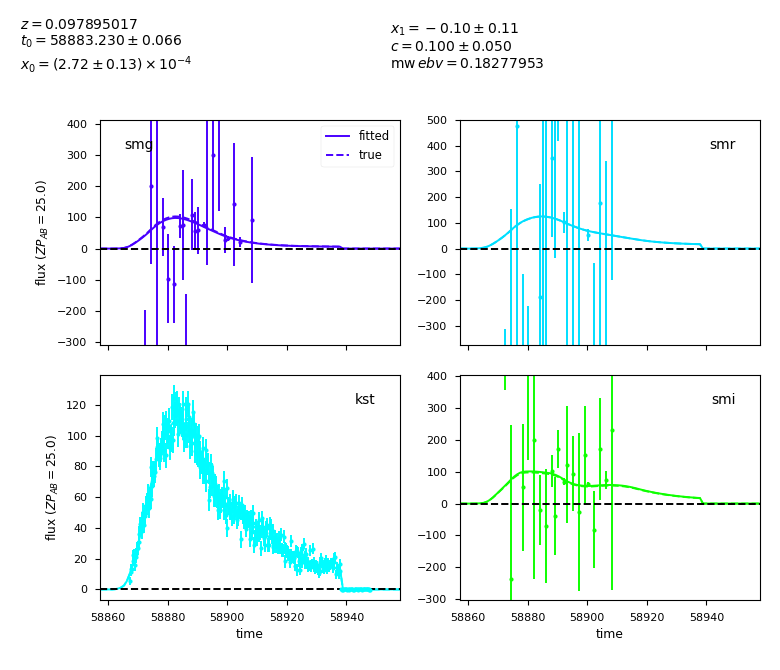 z = 0.097895017
t₀ = 58883.230 ± 0.066
x₀ = (2.72 ± 0.13) × 10⁻⁴
x₁ = −0.10 ± 0.11
c = 0.100 ± 0.050
mw ebv = 0.18277953
smg
fitted
true
400
300
200
100
0
−100
−200
−300
flux (ZP_AB = 25.0)
smr
500
400
300
200
100
0
−100
−200
−300
kst
120
100
80
60
40
20
0
flux (ZP_AB = 25.0)
58860 58880 58900 58920 58940
time
smi
400
300
200
100
0
−100
−200
−300
58860 58880 58900 58920 58940
time